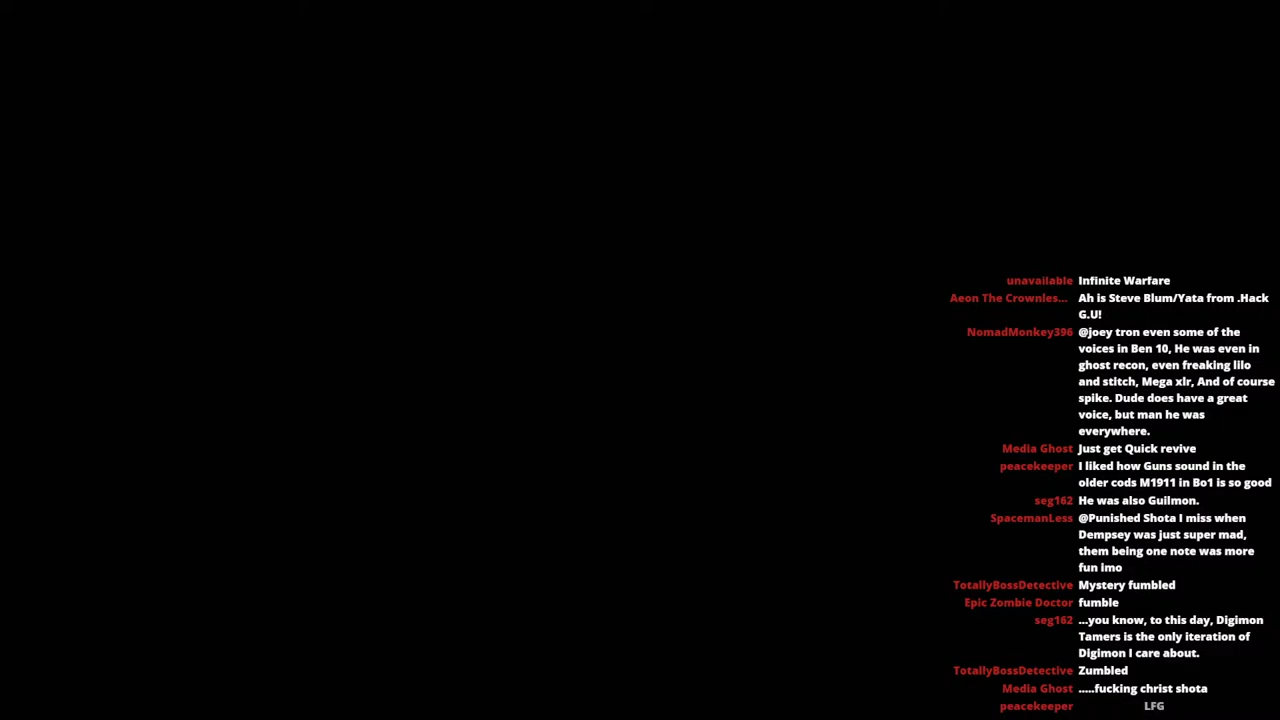 unavailable Infinite Warfare
Aeon The Crownles... Ah is Steve Blum/Yata from .Hack
G.U!
NomadMonkey396 @joey tron even some of the
voices in Ben 10, He was even in
ghost recon, even freaking lilo
and stitch, Mega xlr, And of course
spike. Dude does have a great
voice, but man he was
everywhere.
Media Ghost Just get Quick revive
peacekeeper I liked how Guns sound in the
older cods M1911 in Bo1 is so good
seg162 He was also Guilmon.
SpacemanLess @Punished Shota I miss when
Dempsey was just super mad,
them being one note was more
fun imo
TotallyBossDetective Mystery fumbled
Epic Zombie Doctor fumble
seg162 ...you know, to this day, Digimon
Tamers is the only iteration of
Digimon I care about.
TotallyBossDetective Zumbled
Media Ghost .....fucking christ shota
peacekeeper LFG